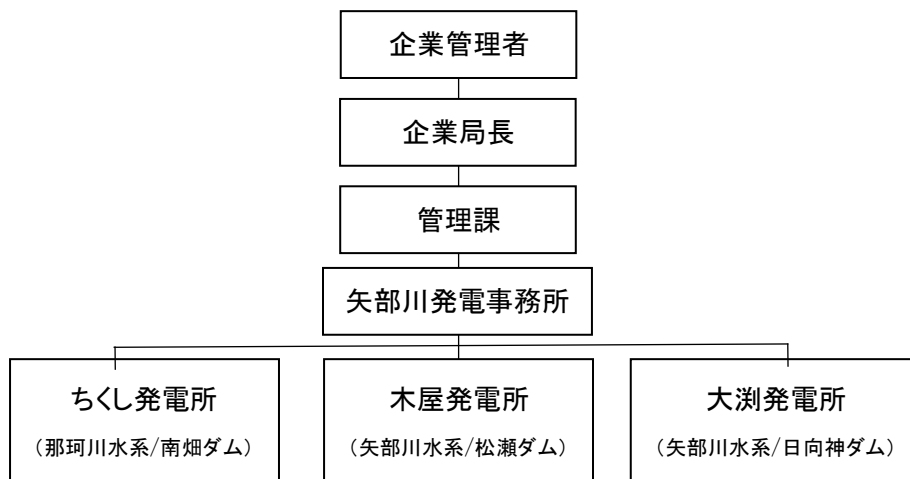 企業管理者
企業局長
管理課
矢部川発電事務所
ちくし発電所
(那珂川水系/南畑ダム)
木屋発電所
(矢部川水系/松瀬ダム)
大渕発電所
(矢部川水系/日向神ダム)